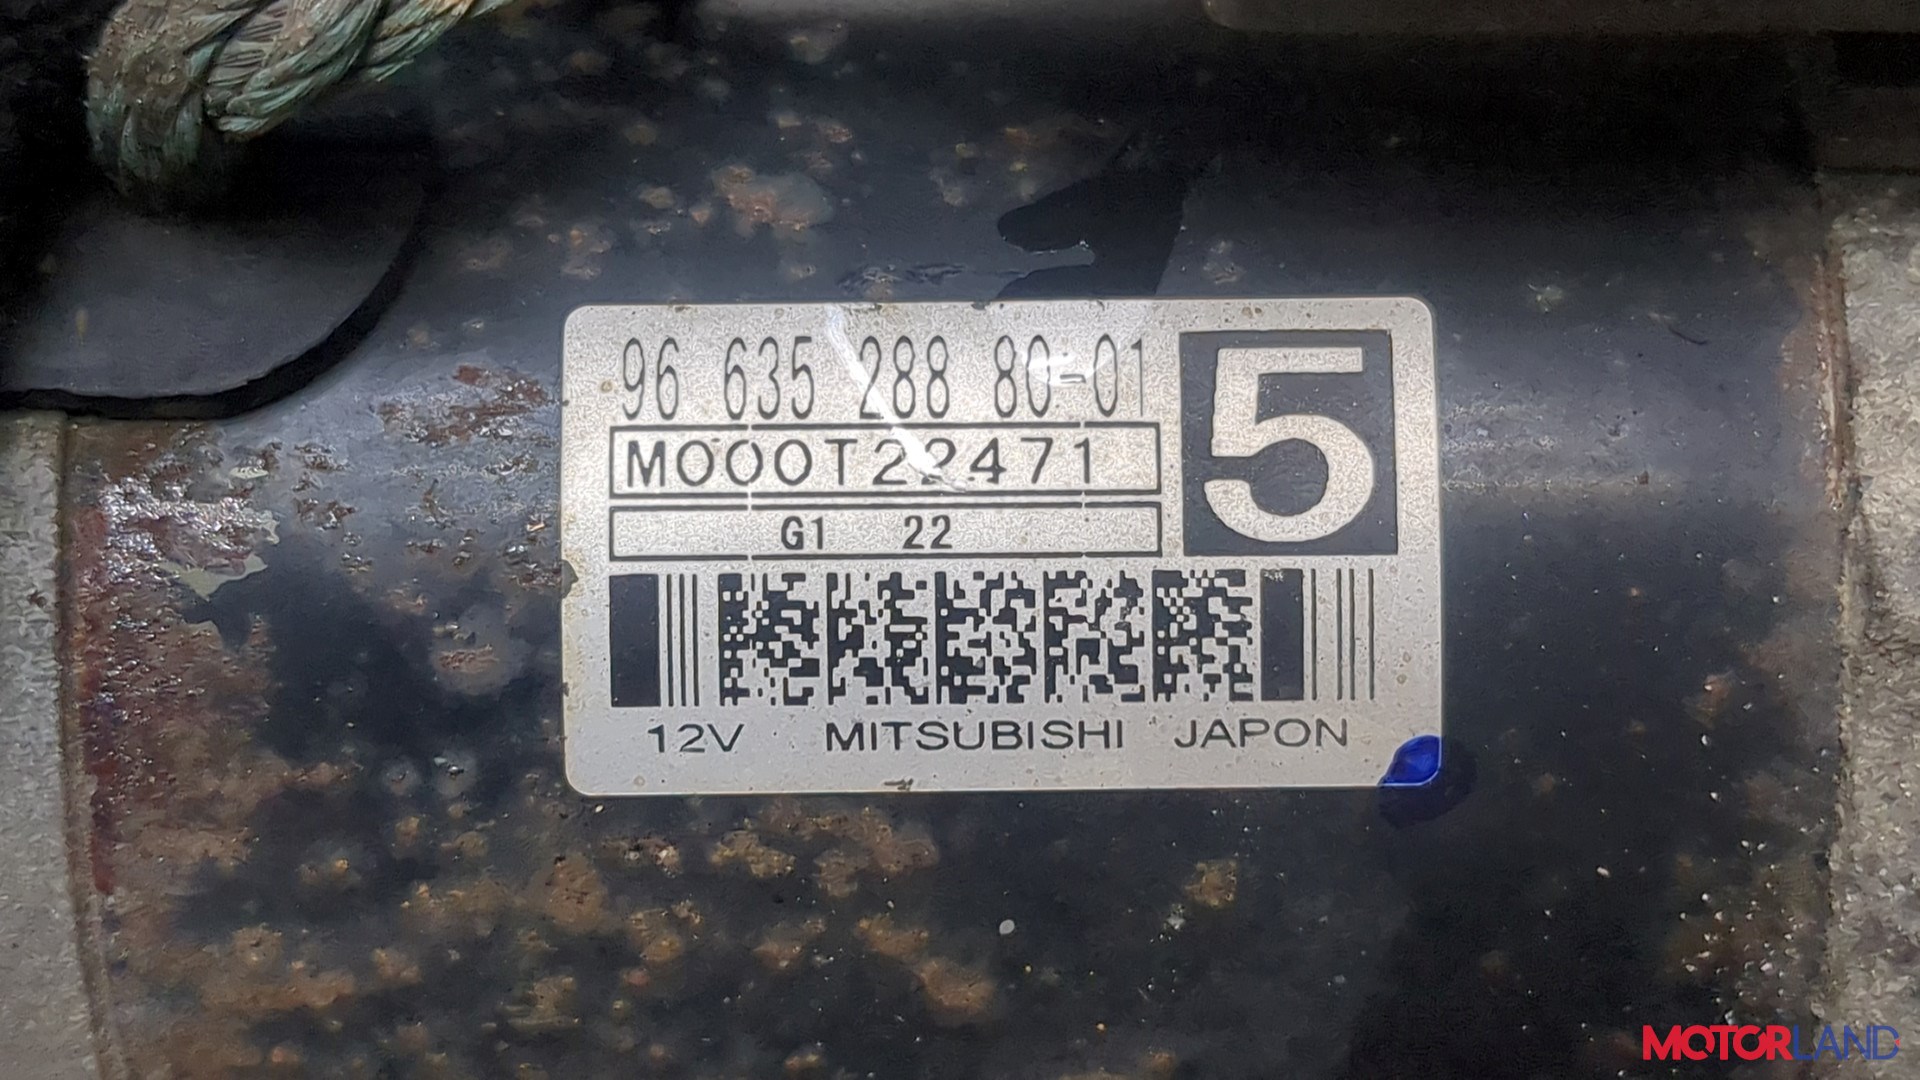 96 635 288 80-01
5
M000T22471
G1 22
12V MITSUBISHI JAPON
MOTORLAND